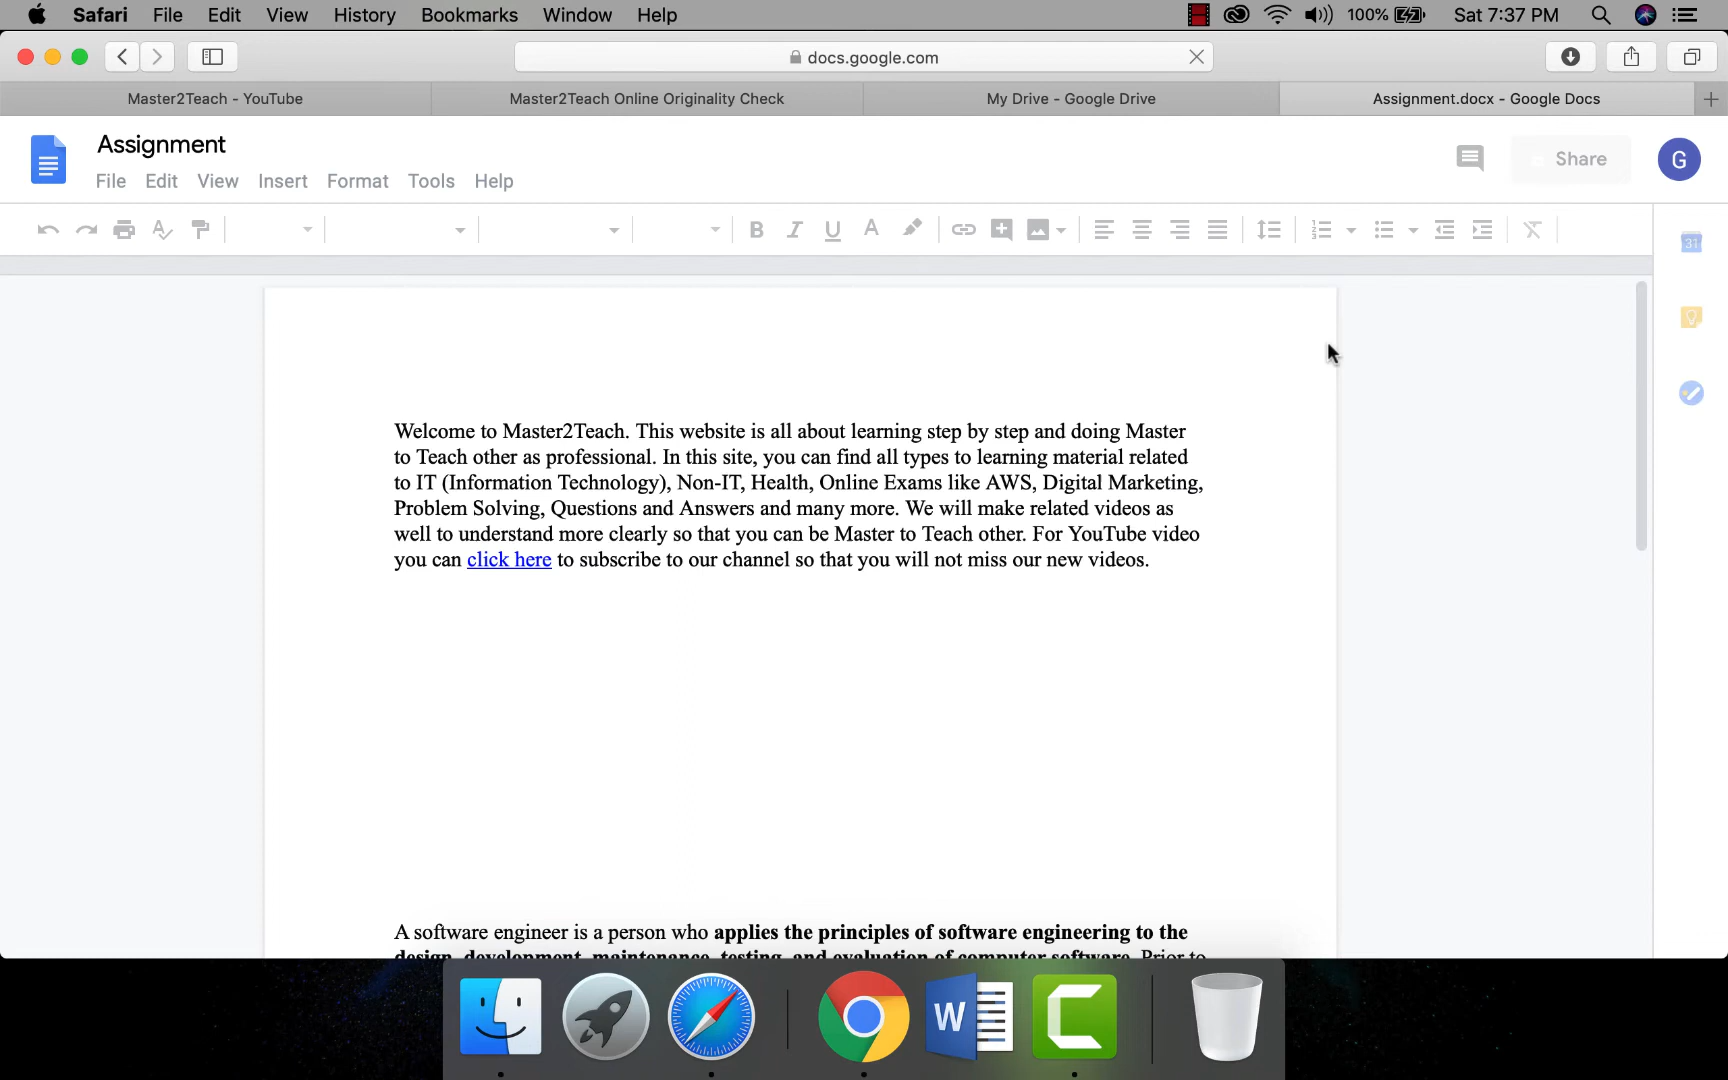 Safari File Edit View History Bookmarks Window Help 100% Sat 7:37 PM
docs.google.com
Master2Teach - YouTube Master2Teach Online Originality Check My Drive - Google Drive Assignment.docx - Google Docs
Assignment
Share G
File Edit View Insert Format Tools Help
B I U A
31
Welcome to Master2Teach. This website is all about learning step by step and doing Master
to Teach other as professional. In this site, you can find all types to learning material related
to IT (Information Technology), Non-IT, Health, Online Exams like AWS, Digital Marketing,
Problem Solving, Questions and Answers and many more. We will make related videos as
well to understand more clearly so that you can be Master to Teach other. For YouTube video
you can click here to subscribe to our channel so that you will not miss our new videos.
A software engineer is a person who applies the principles of software engineering to the
design, development, maintenance, testing, and evaluation of computer software. Prior to
W